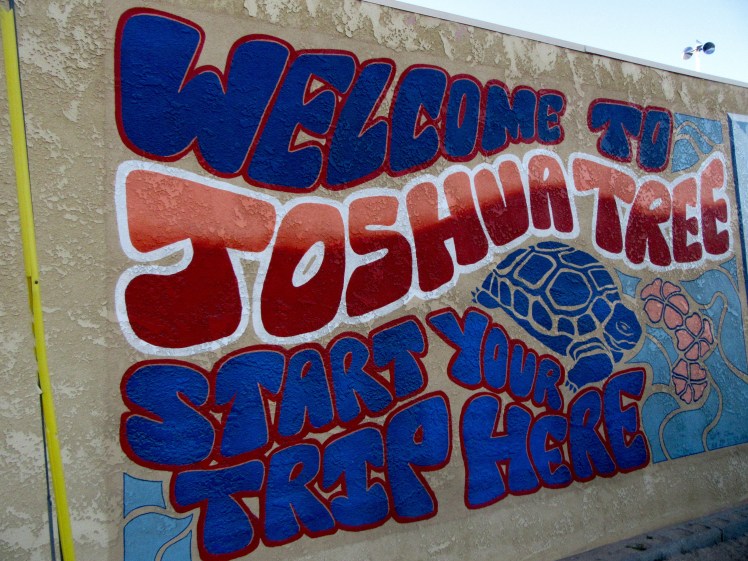 WELCOME TO
JOSHUA TREE
START YOUR
TRIP HERE